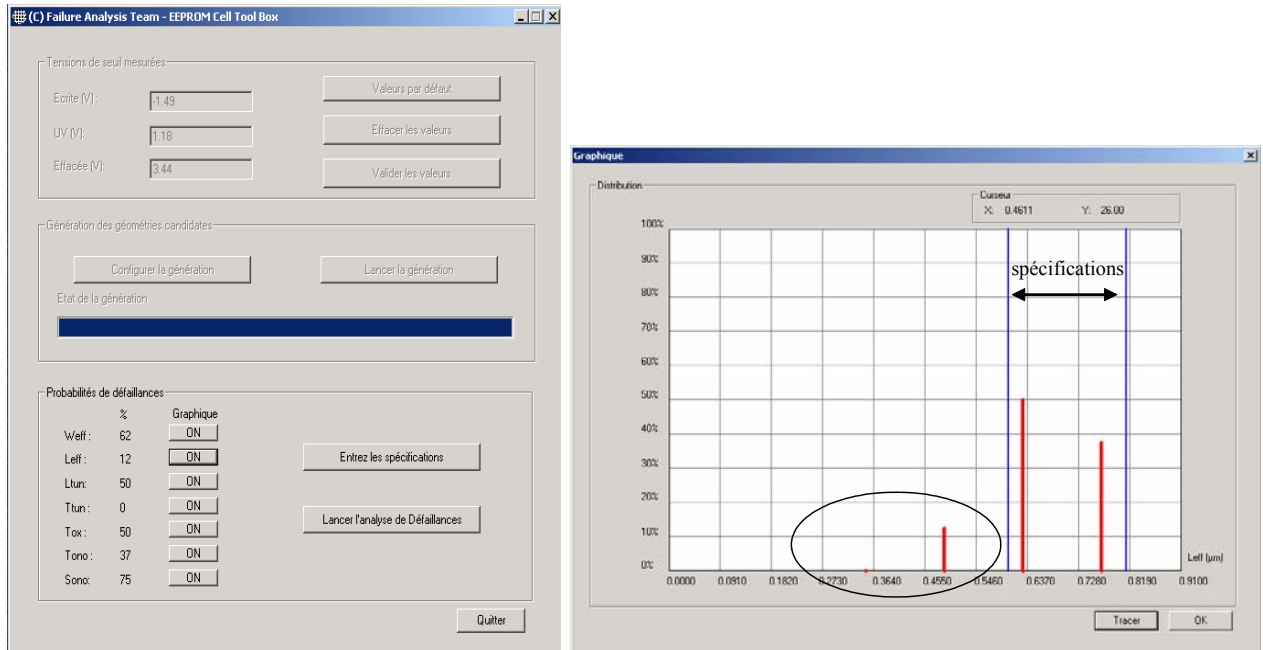 (C) Failure Analysis Team - EEPROM Cell Tool Box
Tensions de seuil mesurées
Ecrite (V) : -1.49
Valeurs par défaut
UV (V): 1.18
Effacer les valeurs
Effacée (V): 3.44
Valider les valeurs
Génération des géométries candidates
Configurer la génération
Lancer la génération
Etat de la génération
Probabilités de défaillances
% Graphique
Weff : 62 ON
Leff : 12 ON
Ltun: 50 ON
Ttun : 0 ON
Tox : 50 ON
Tono : 37 ON
Sono: 75 ON
Entrez les spécifications
Lancer l'analyse de Défaillances
Quitter
Graphique
Distribution
Curseur
X: 0.4611 Y: 26.00
100%
90%
80%
70%
60%
50%
40%
30%
20%
10%
0%
spécifications
Leff (µm)
0.0000 0.0910 0.1820 0.2730 0.3640 0.4550 0.5460 0.6370 0.7280 0.8190 0.9100
Tracer
OK